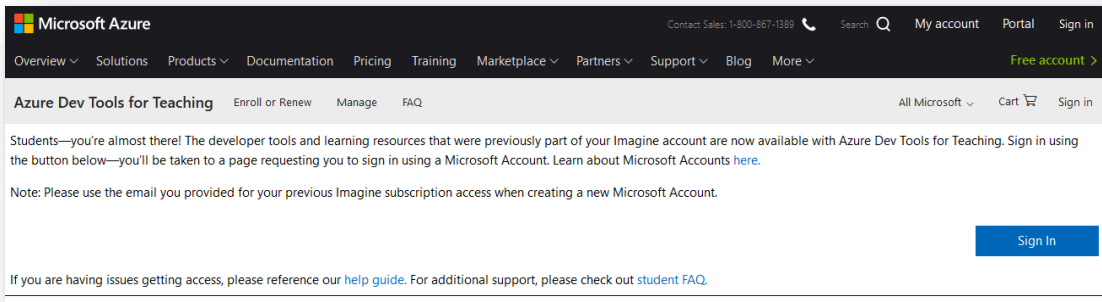 Microsoft Azure Contact Sales: 1-800-867-1389 Search My account Portal Sign in
Overview Solutions Products Documentation Pricing Training Marketplace Partners Support Blog More Free account >
Azure Dev Tools for Teaching Enroll or Renew Manage FAQ All Microsoft Cart Sign in
Students—you're almost there! The developer tools and learning resources that were previously part of your Imagine account are now available with Azure Dev Tools for Teaching. Sign in using
the button below—you'll be taken to a page requesting you to sign in using a Microsoft Account. Learn about Microsoft Accounts here.
Note: Please use the email you provided for your previous Imagine subscription access when creating a new Microsoft Account.
Sign In
If you are having issues getting access, please reference our help guide. For additional support, please check out student FAQ.